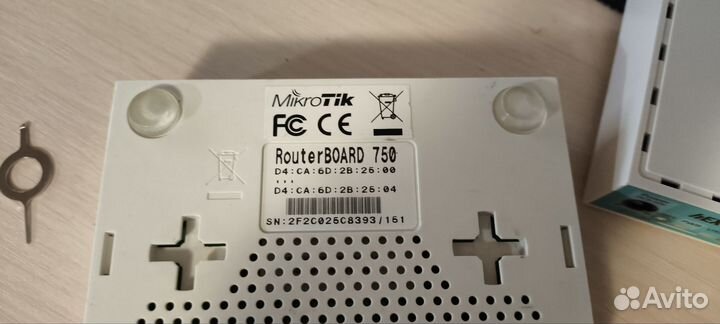 MikroTik
FC CE
RouterBOARD 750
D4:CA:6D:2B:25:00
...
D4:CA:6D:2B:25:04
SN:2F2C025C8393/151
Avito